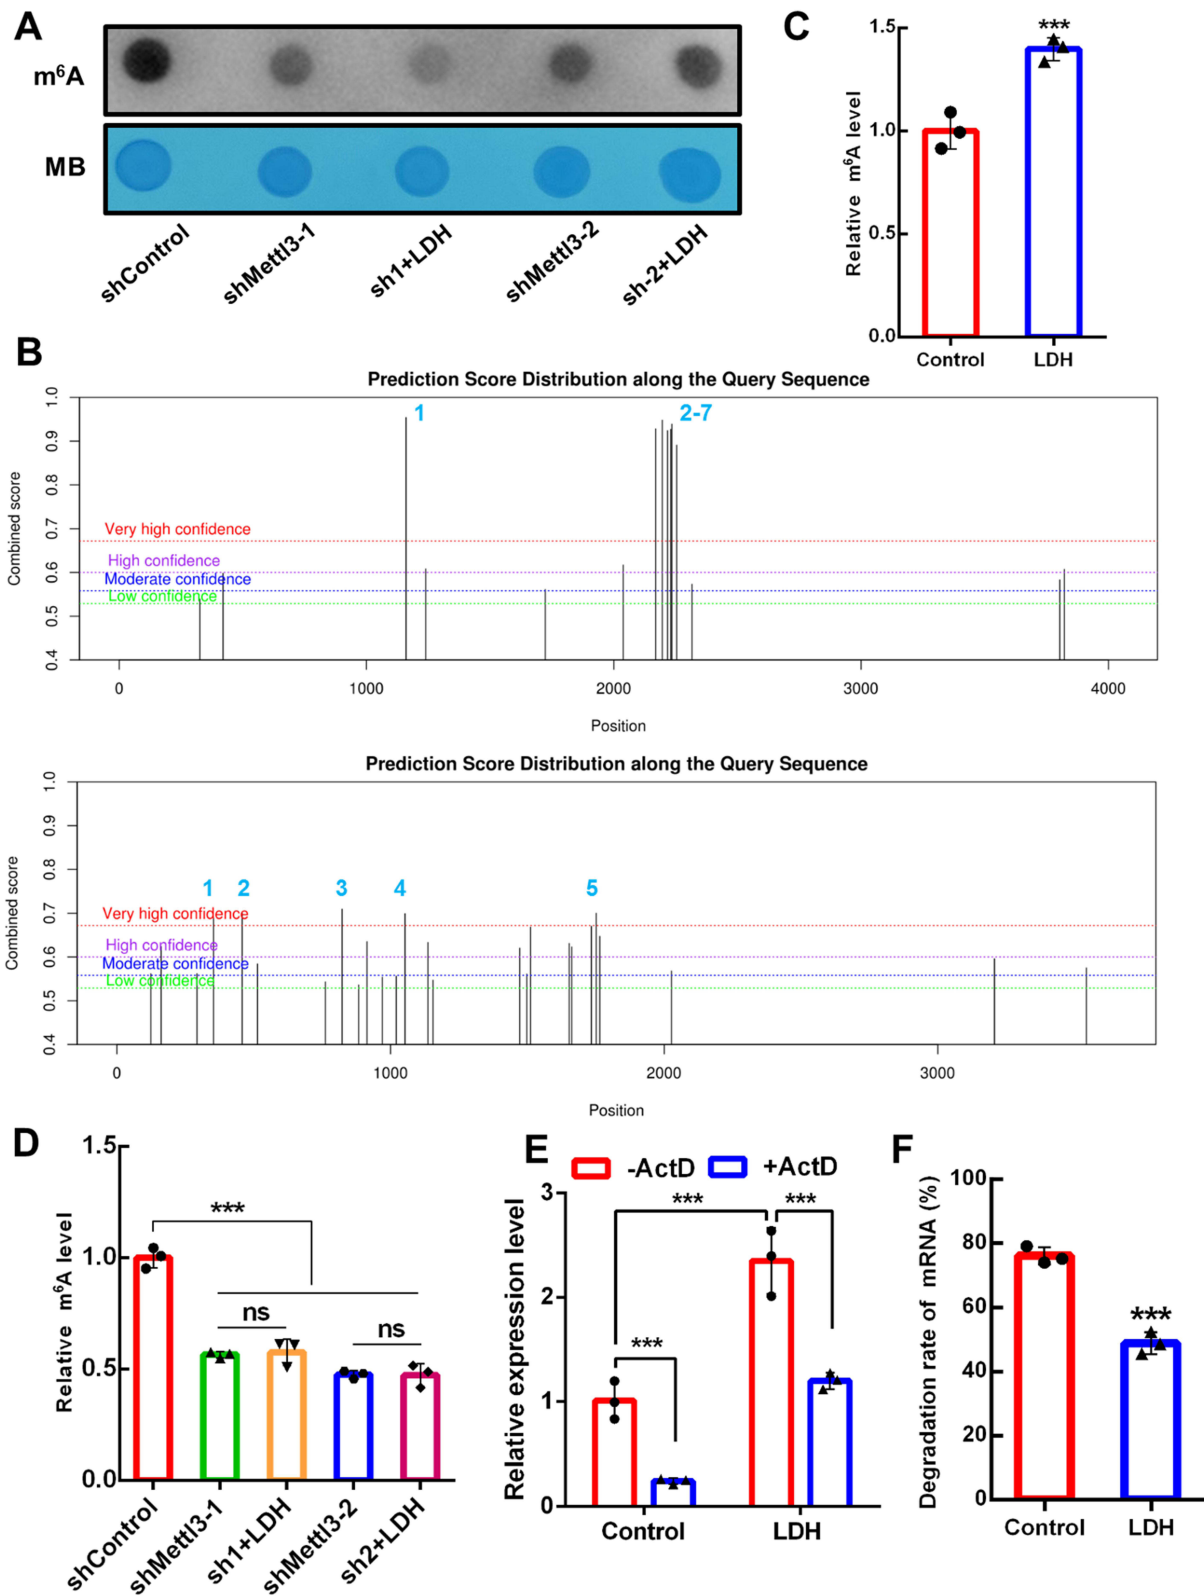 A
m⁶A
MB
shControl
shMettl3-1
sh1+LDH
shMettl3-2
sh-2+LDH
C
***
1.5
1.0
0.5
0.0
Relative m⁶A level
Control
LDH
B
Prediction Score Distribution along the Query Sequence
1
2-7
Very high confidence
High confidence
Moderate confidence
Low confidence
1.0
0.9
0.8
0.7
0.6
0.5
0.4
Combined score
0
1000
2000
3000
4000
Position
Prediction Score Distribution along the Query Sequence
1
2
3
4
5
Very high confidence
High confidence
Moderate confidence
Low confidence
1.0
0.9
0.8
0.7
0.6
0.5
0.4
Combined score
0
1000
2000
3000
Position
D
1.5
1.0
0.5
0.0
Relative m⁶A level
***
ns
ns
shControl
shMettl3-1
sh1+LDH
shMettl3-2
sh2+LDH
E
-ActD
+ActD
3
2
1
0
Relative expression level
***
***
***
Control
LDH
F
100
80
60
40
20
0
Degradation rate of mRNA (%)
***
Control
LDH